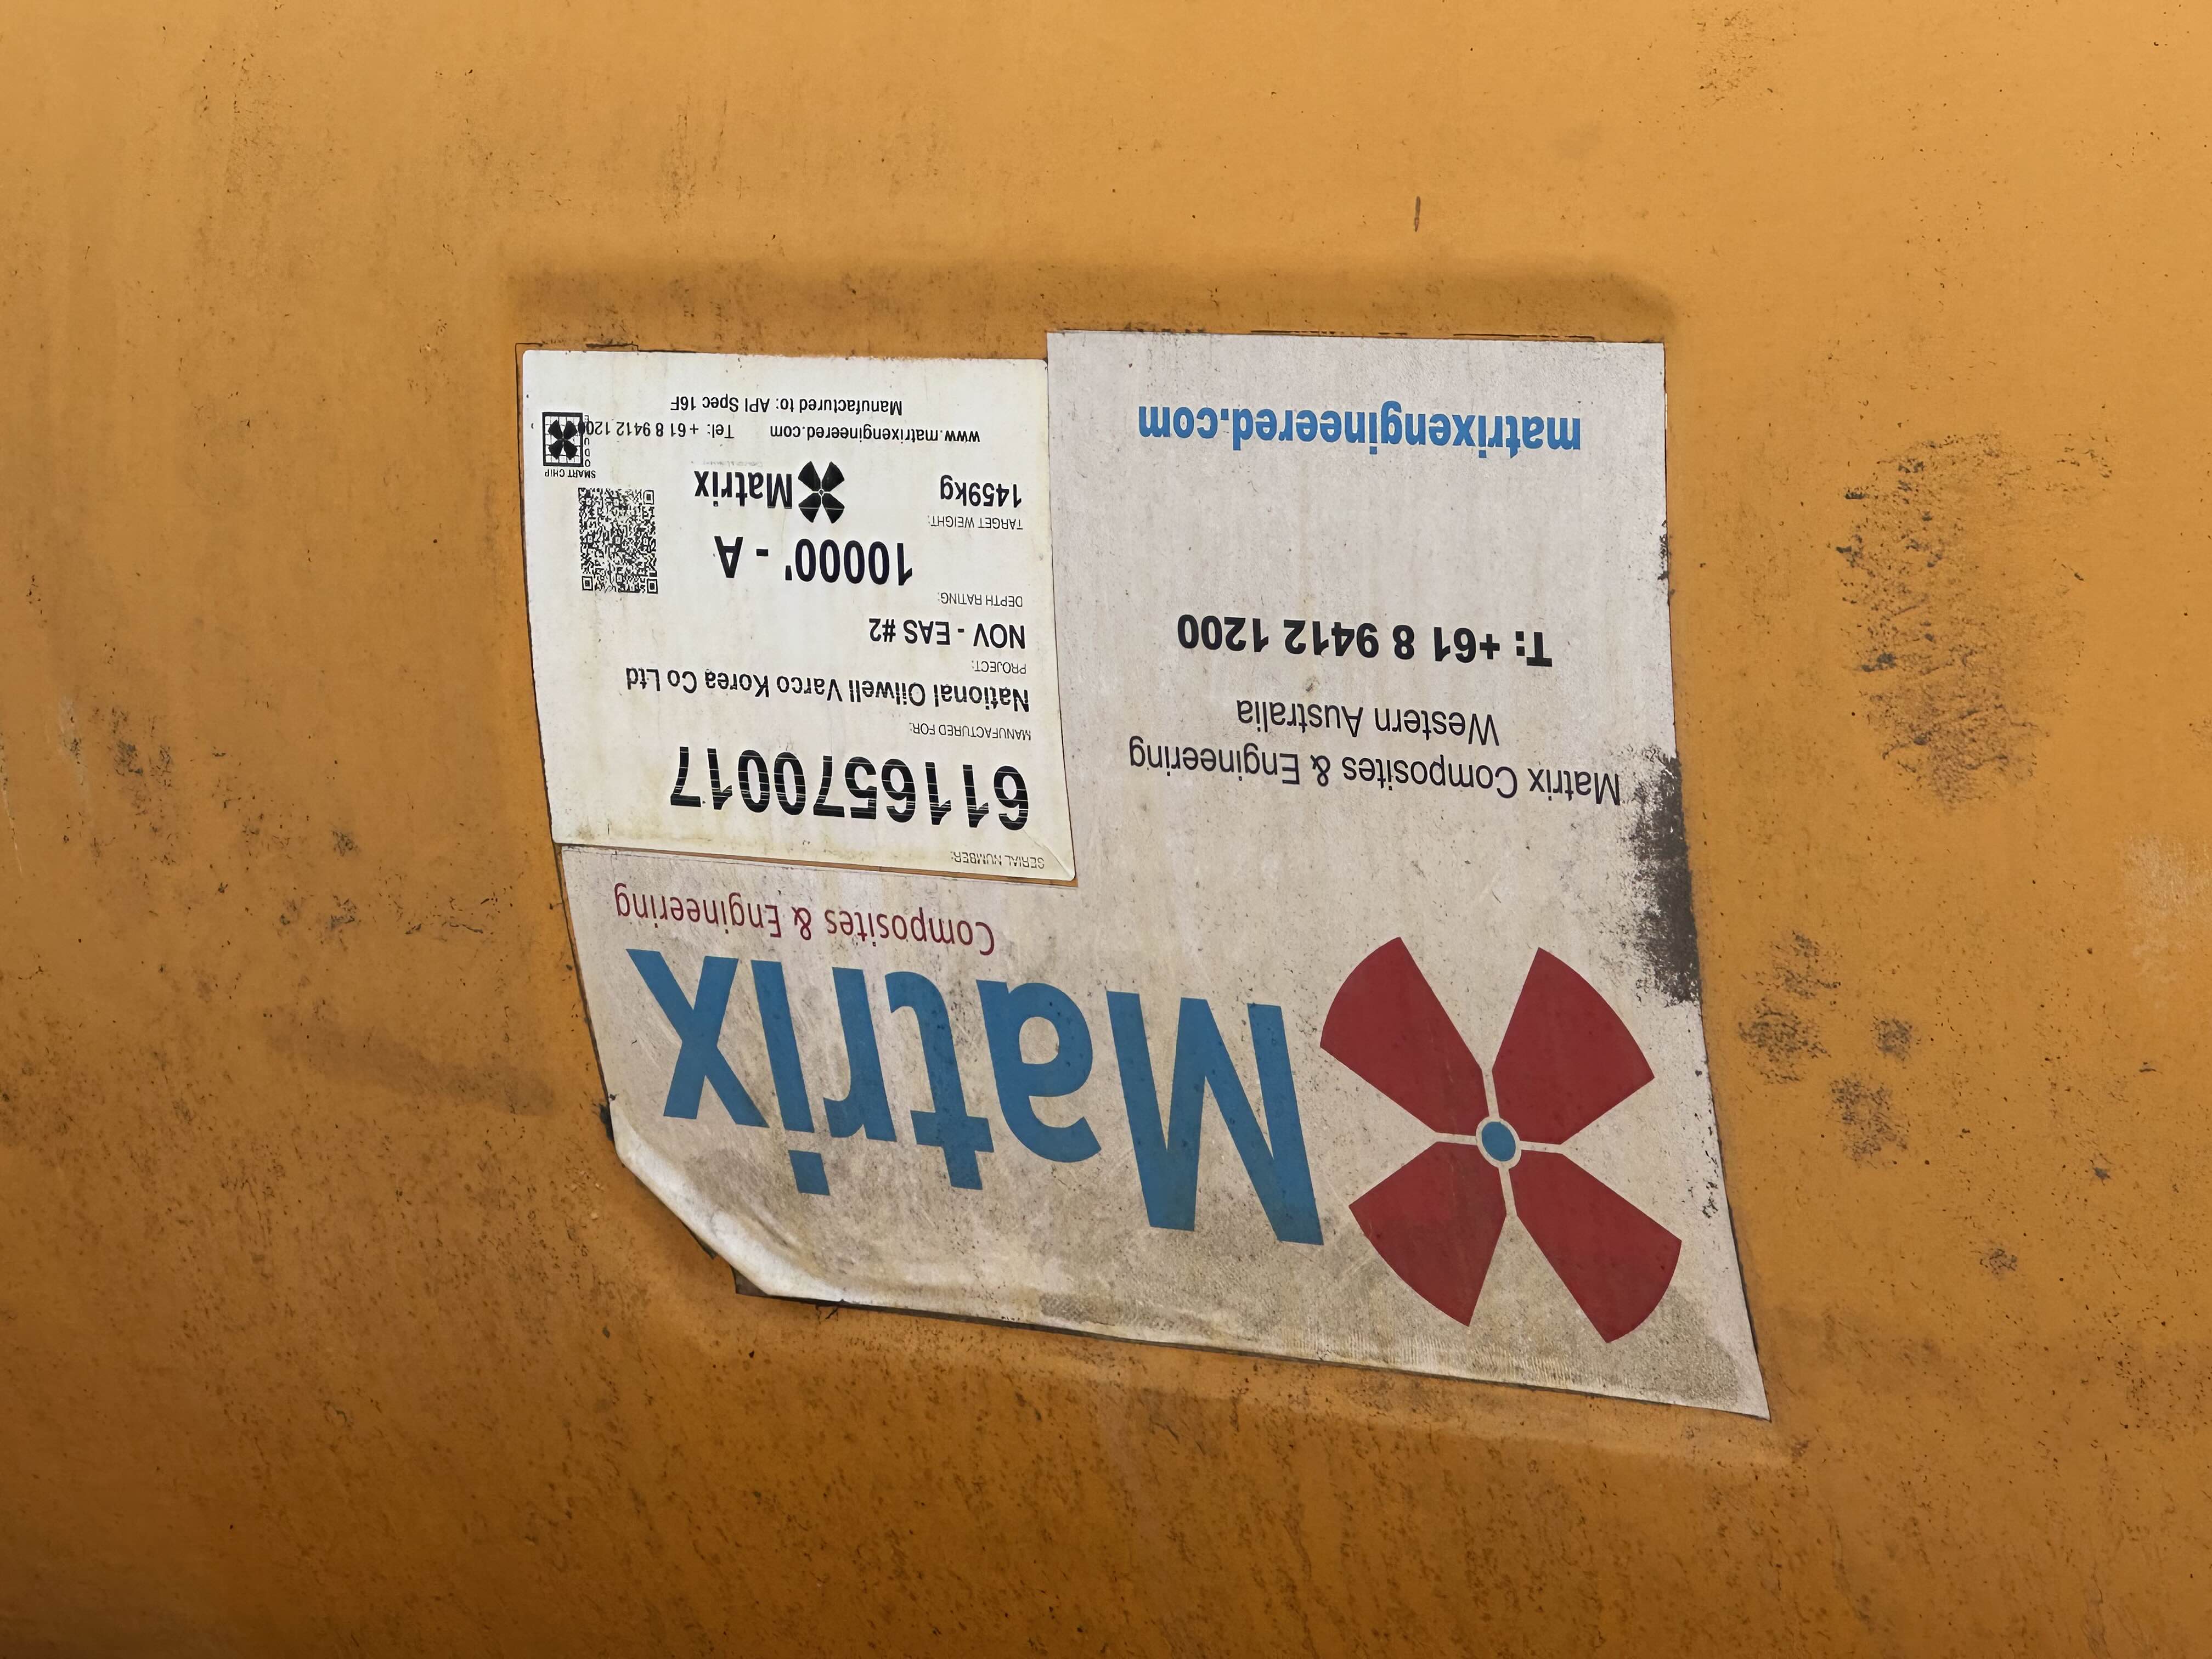 Matrix
Composites & Engineering
SERIAL NUMBER:
6116570017
MANUFACTURED FOR:
National Oilwell Varco Korea Co Ltd
PROJECT:
NOV - EAS #2
DEPTH RATING:
10000' - A
TARGET WEIGHT:
1459kg
Matrix
SMART CHIP
www.matrixengineered.com Tel: +61 8 9412 1200
Manufactured to: API Spec 16F
Matrix Composites & Engineering
Western Australia
T: +61 8 9412 1200
matrixengineered.com